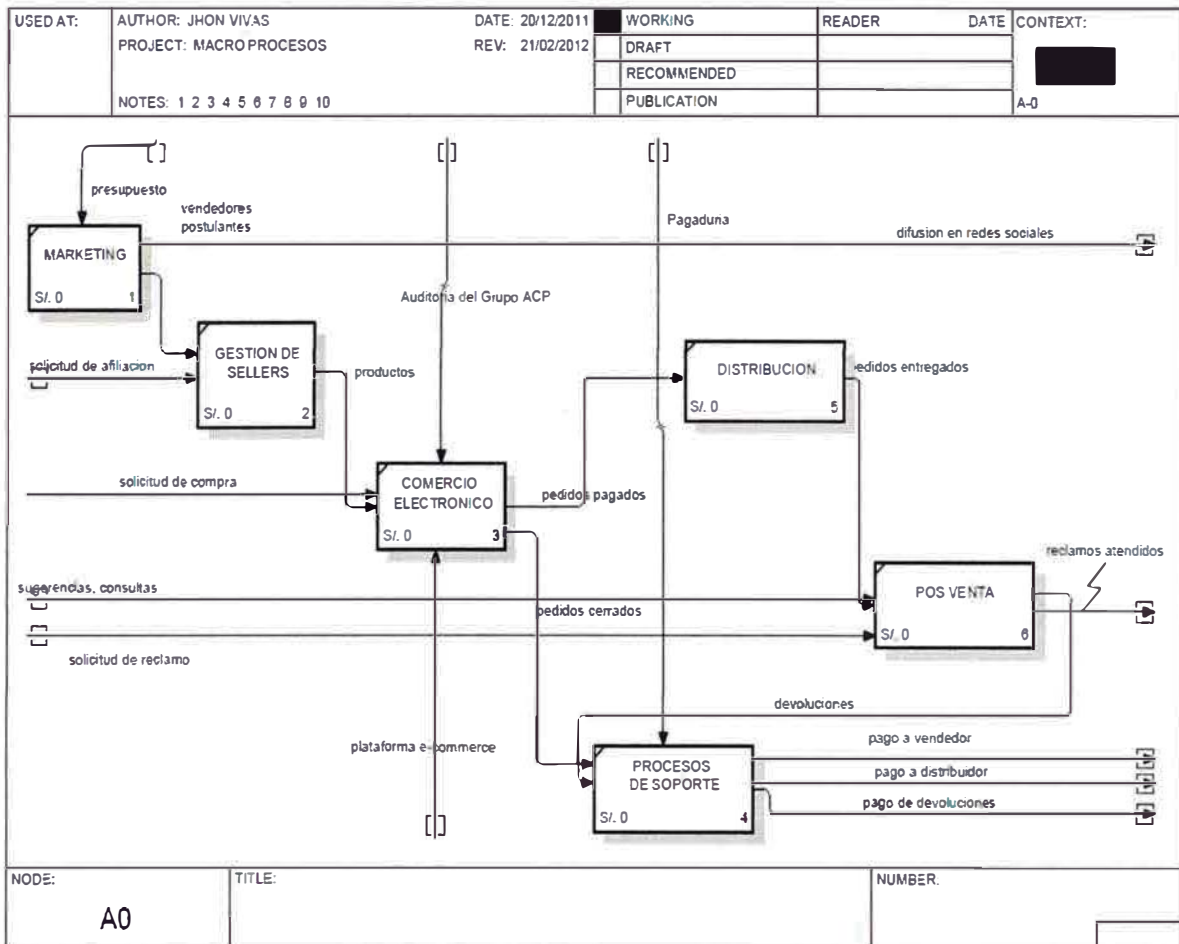 USED AT:
AUTHOR: JHON VIVAS
DATE: 20/12/2011
PROJECT: MACRO PROCESOS
REV: 21/02/2012
NOTES: 1 2 3 4 5 6 7 8 9 10
WORKING
DRAFT
RECOMMENDED
PUBLICATION
READER
DATE
CONTEXT:
A-0
presupuesto
vendedores
postulantes
Pagaduna
difusion en redes sociales
MARKETING
S/. 0
1
Auditoria del Grupo ACP
solicitud de afiliacion
GESTION DE
SELLERS
S/. 0
2
productos
DISTRIBUCION
S/. 0
5
pedidos entregados
solicitud de compra
COMERCIO
ELECTRONICO
S/. 0
3
pedidos pagados
reclamos atendidos
sugerencias, consultas
pedidos cerrados
POS VENTA
S/. 0
6
solicitud de reclamo
devoluciones
plataforma e-commerce
PROCESOS
DE SOPORTE
S/. 0
4
pago a vendedor
pago a distribuidor
pago de devoluciones
NODE:
A0
TITLE:
NUMBER: